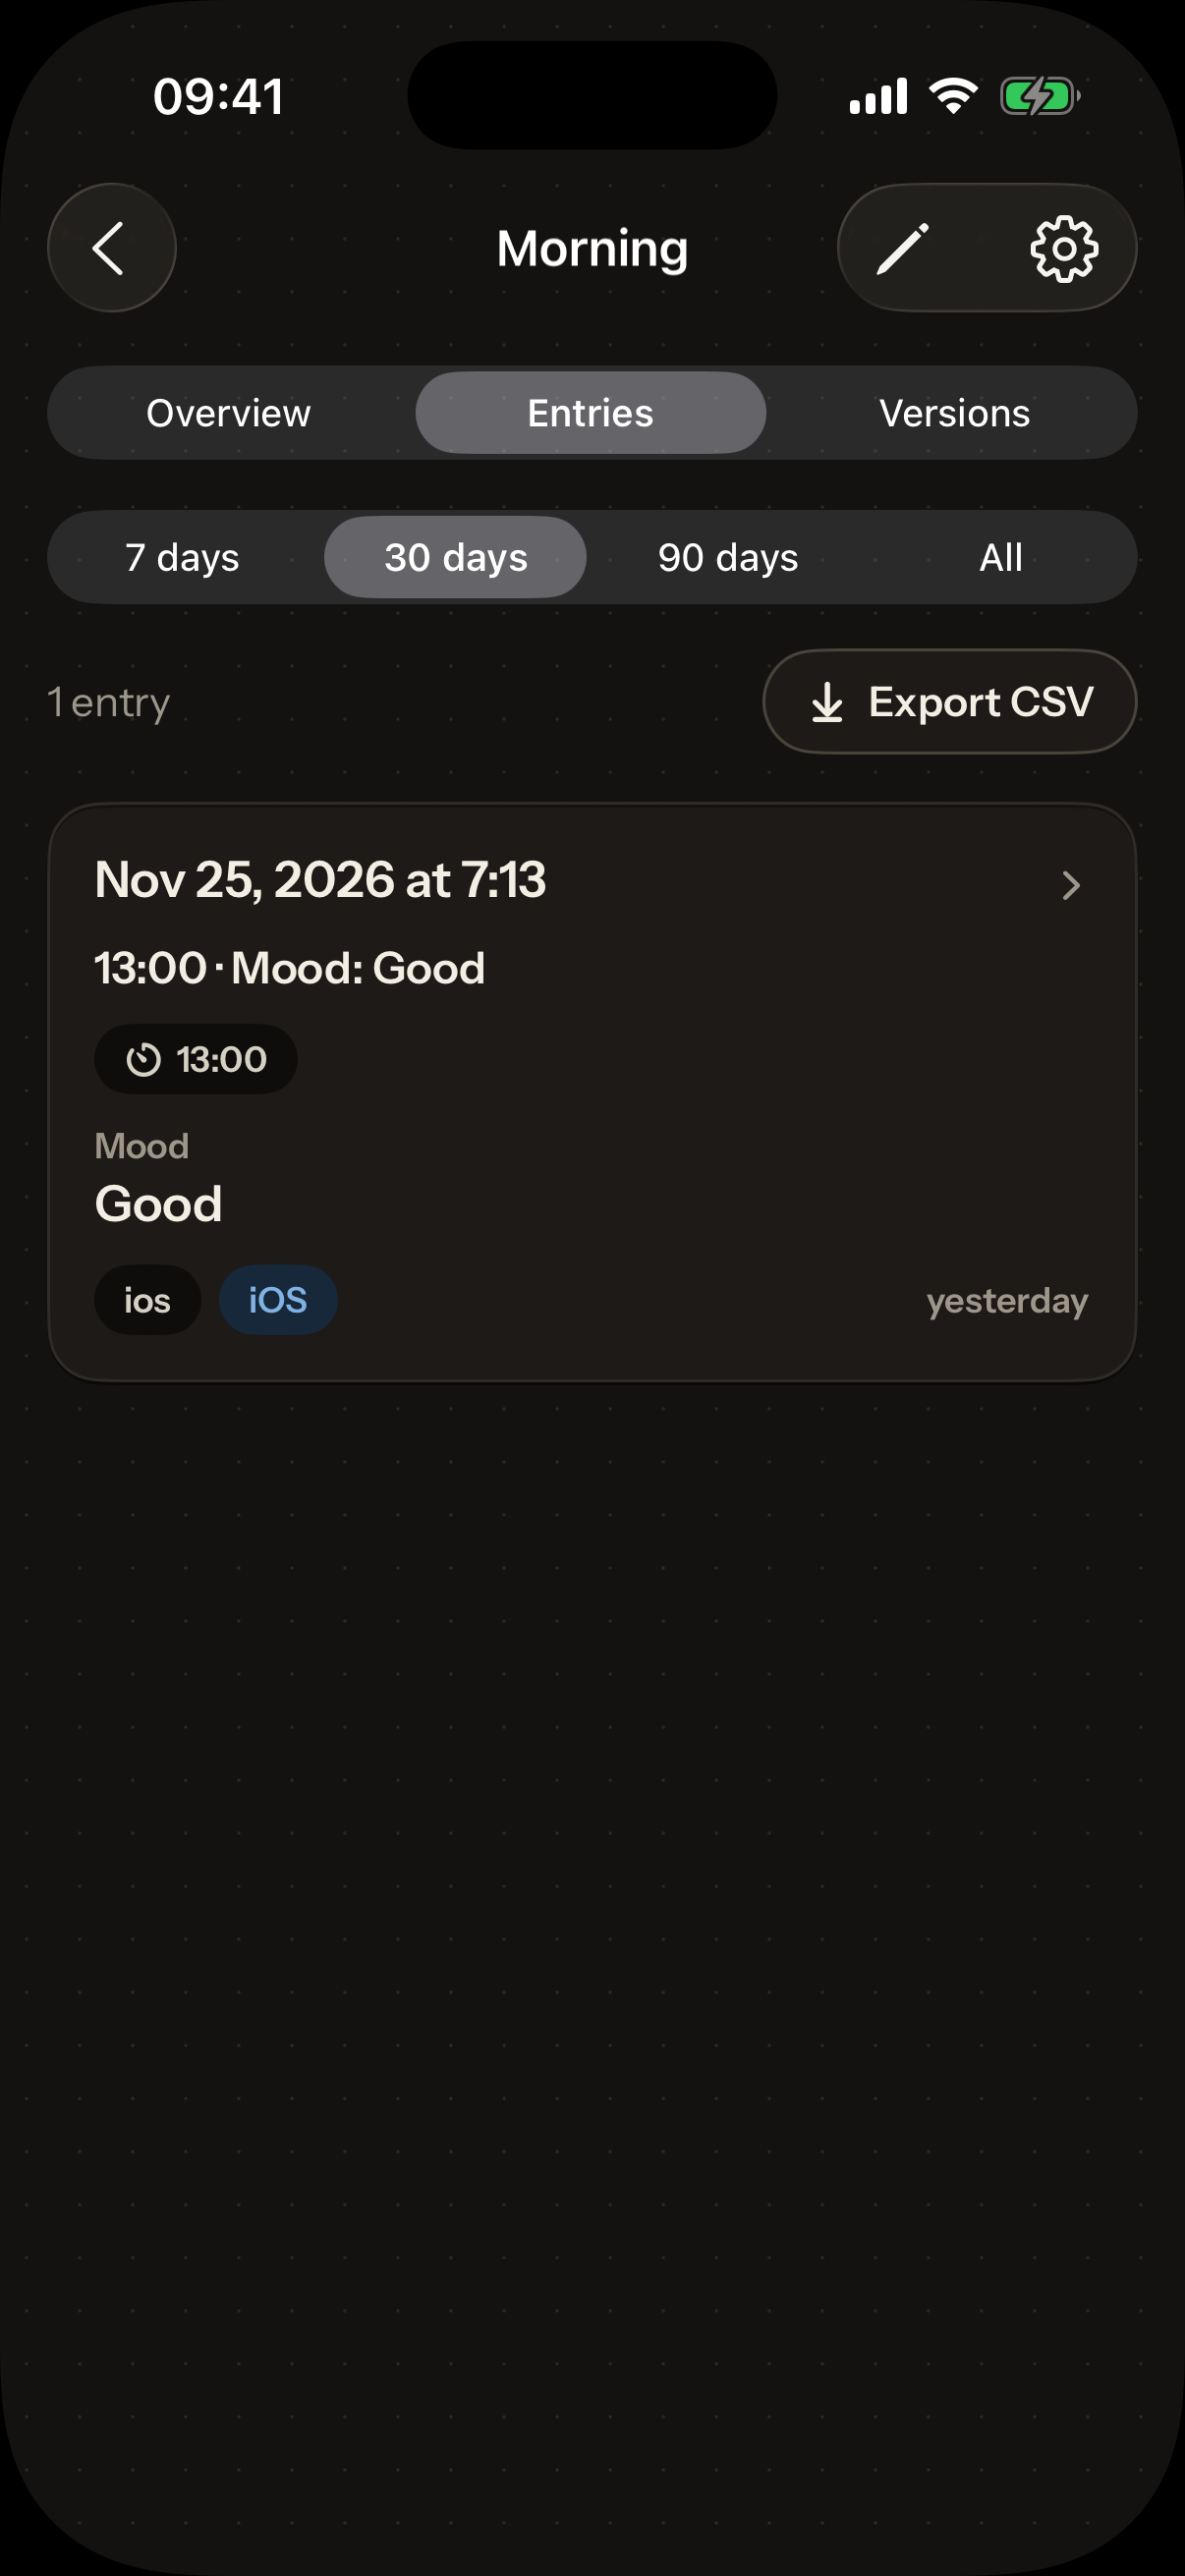 09:41
Morning
Overview Entries Versions
7 days 30 days 90 days All
1 entry Export CSV
Nov 25, 2026 at 7:13
13:00 · Mood: Good
13:00
Mood
Good
ios iOS yesterday